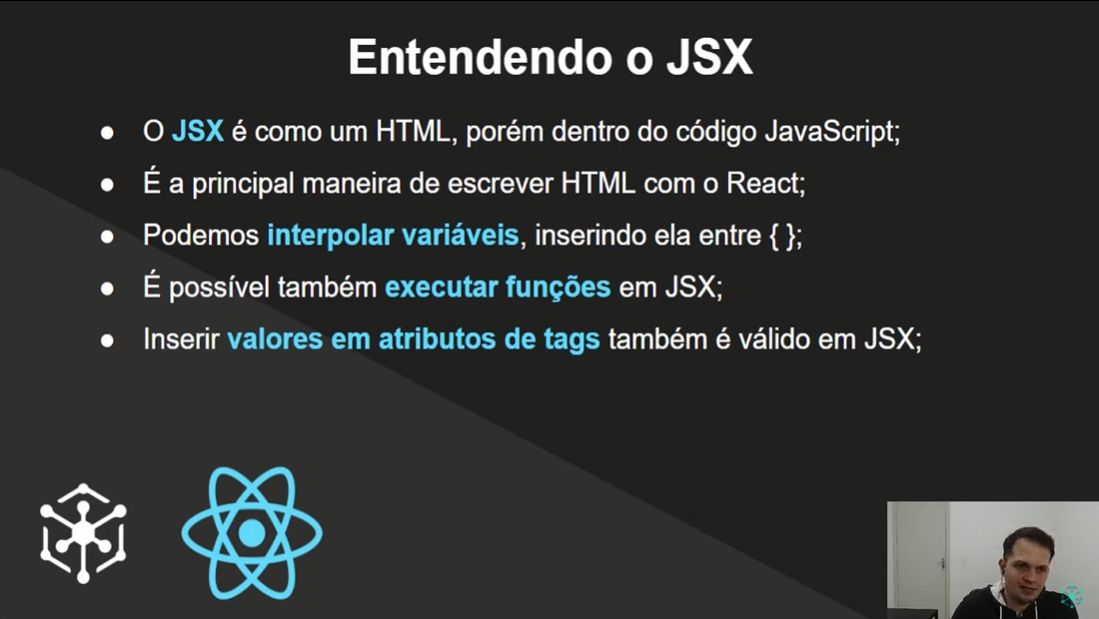 Entendendo o JSX
● O JSX é como um HTML, porém dentro do código JavaScript;
● É a principal maneira de escrever HTML com o React;
● Podemos interpolar variáveis, inserindo ela entre { };
● É possível também executar funções em JSX;
● Inserir valores em atributos de tags também é válido em JSX;